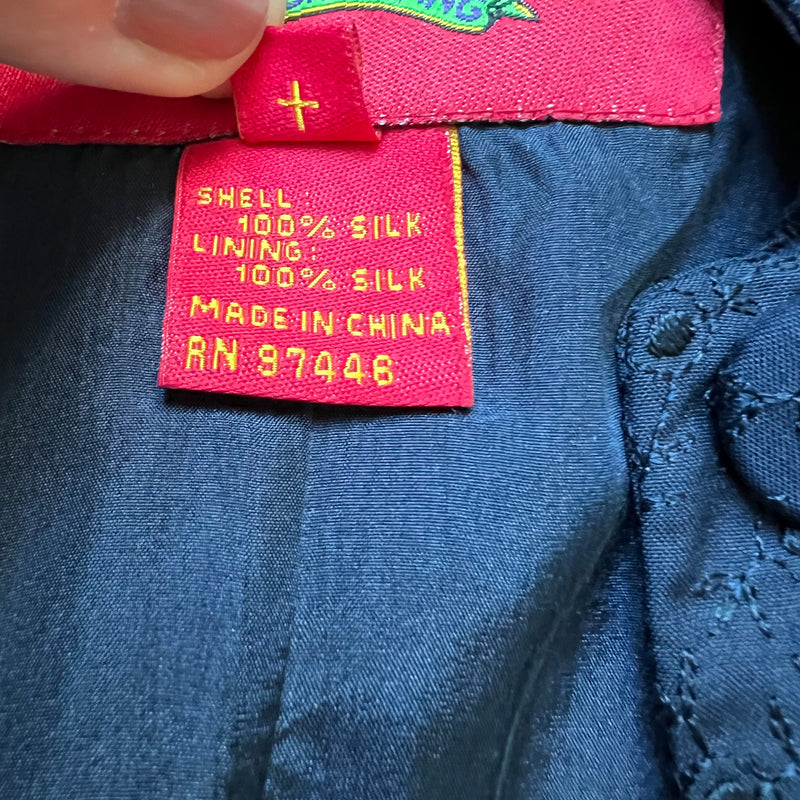 +
SHELL:
100% SILK
LINING:
100% SILK
MADE IN CHINA
RN 97446